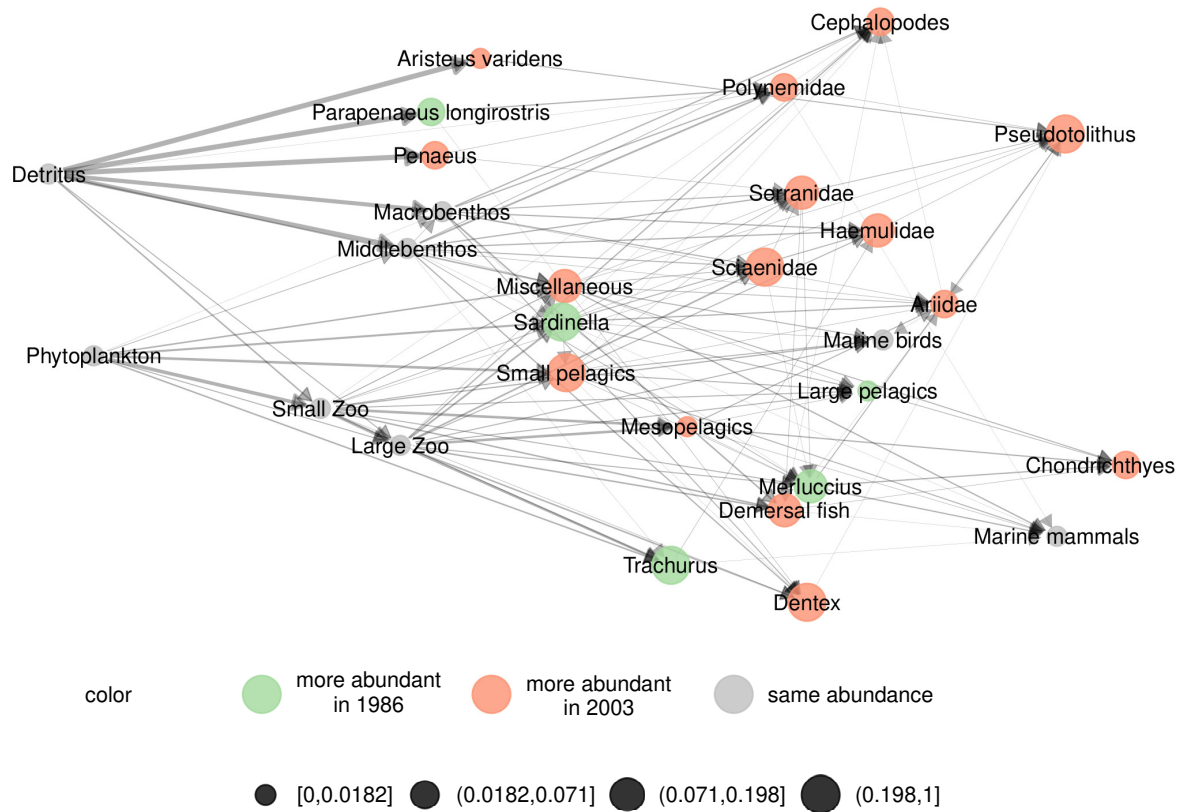 Cephalopodes
Aristeus varidens
Polynemidae
Parapenaeus longirostris
Pseudotolithus
Penaeus
Detritus
Serranidae
Macrobenthos
Haemulidae
Middlebenthos
Sciaenidae
Miscellaneous
Ariidae
Sardinella
Marine birds
Phytoplankton
Small pelagics
Large pelagics
Small Zoo
Mesopelagics
Large Zoo
Chondrichthyes
Merluccius
Demersal fish
Marine mammals
Trachurus
Dentex
color
more abundant
in 1986
more abundant
in 2003
same abundance
[0,0.0182]
(0.0182,0.071]
(0.071,0.198]
(0.198,1]